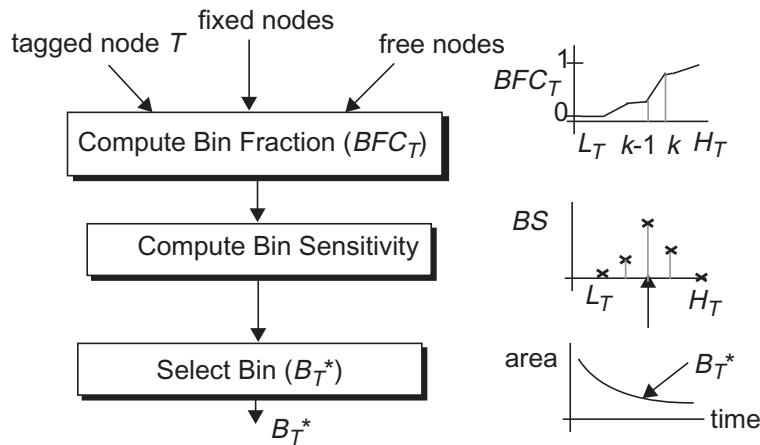 fixed nodes
tagged node T
free nodes
Compute Bin Fraction (BFC_T)
Compute Bin Sensitivity
Select Bin (B_T*)
B_T*
1
BFC_T
0
L_T k-1 k H_T
BS
L_T H_T
area
B_T*
time